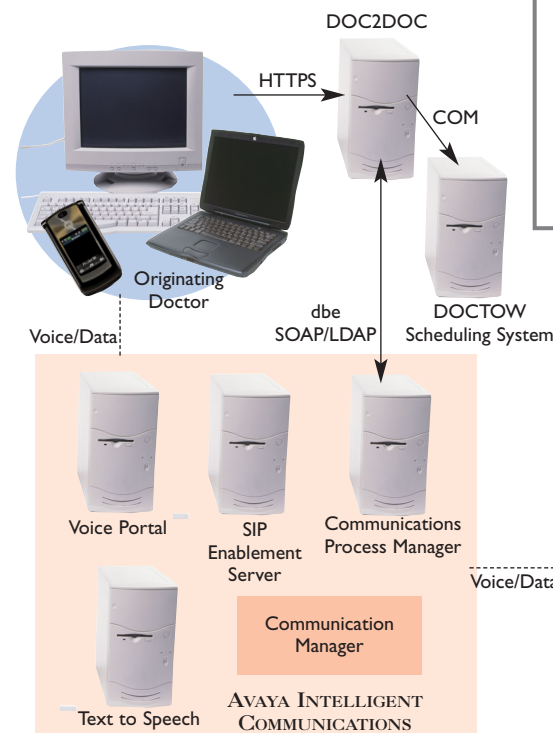 DOC2DOC
HTTPS
COM
Originating
Doctor
DOCTOW
Scheduling System
dbe
SOAP/LDAP
Voice/Data
Voice Portal
SIP
Enablement
Server
Communications
Process Manager
Voice/Data
Communication
Manager
Text to Speech
AVAYA INTELLIGENT
COMMUNICATIONS